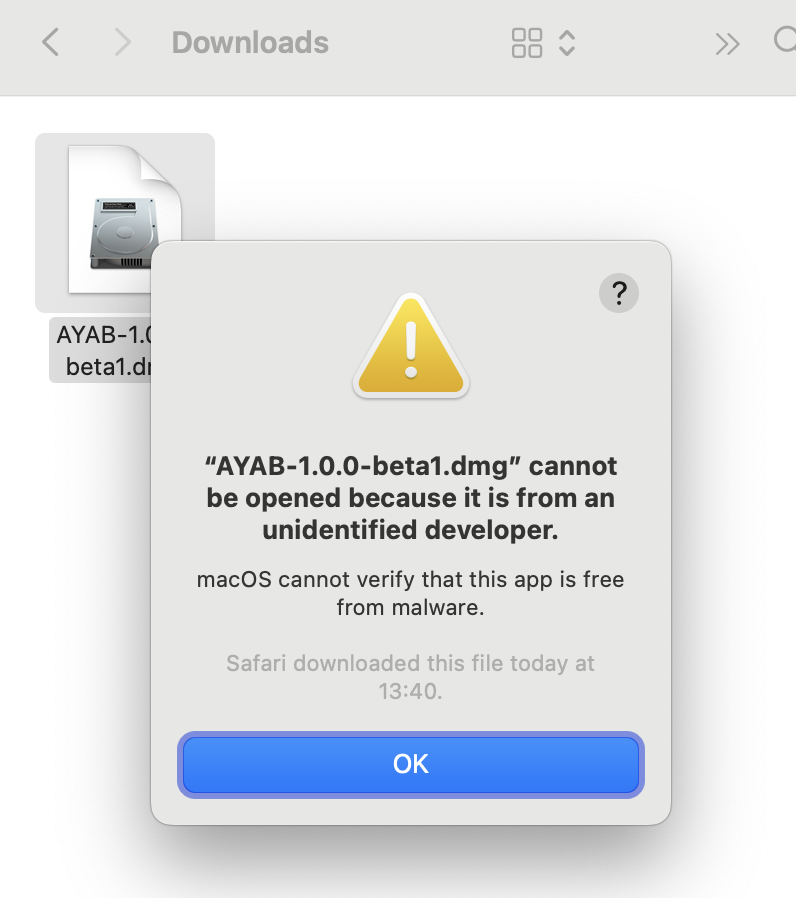 Downloads
AYAB-1.0
beta1.d
?
“AYAB-1.0.0-beta1.dmg” cannot
be opened because it is from an
unidentified developer.
macOS cannot verify that this app is free
from malware.
Safari downloaded this file today at
13:40.
OK